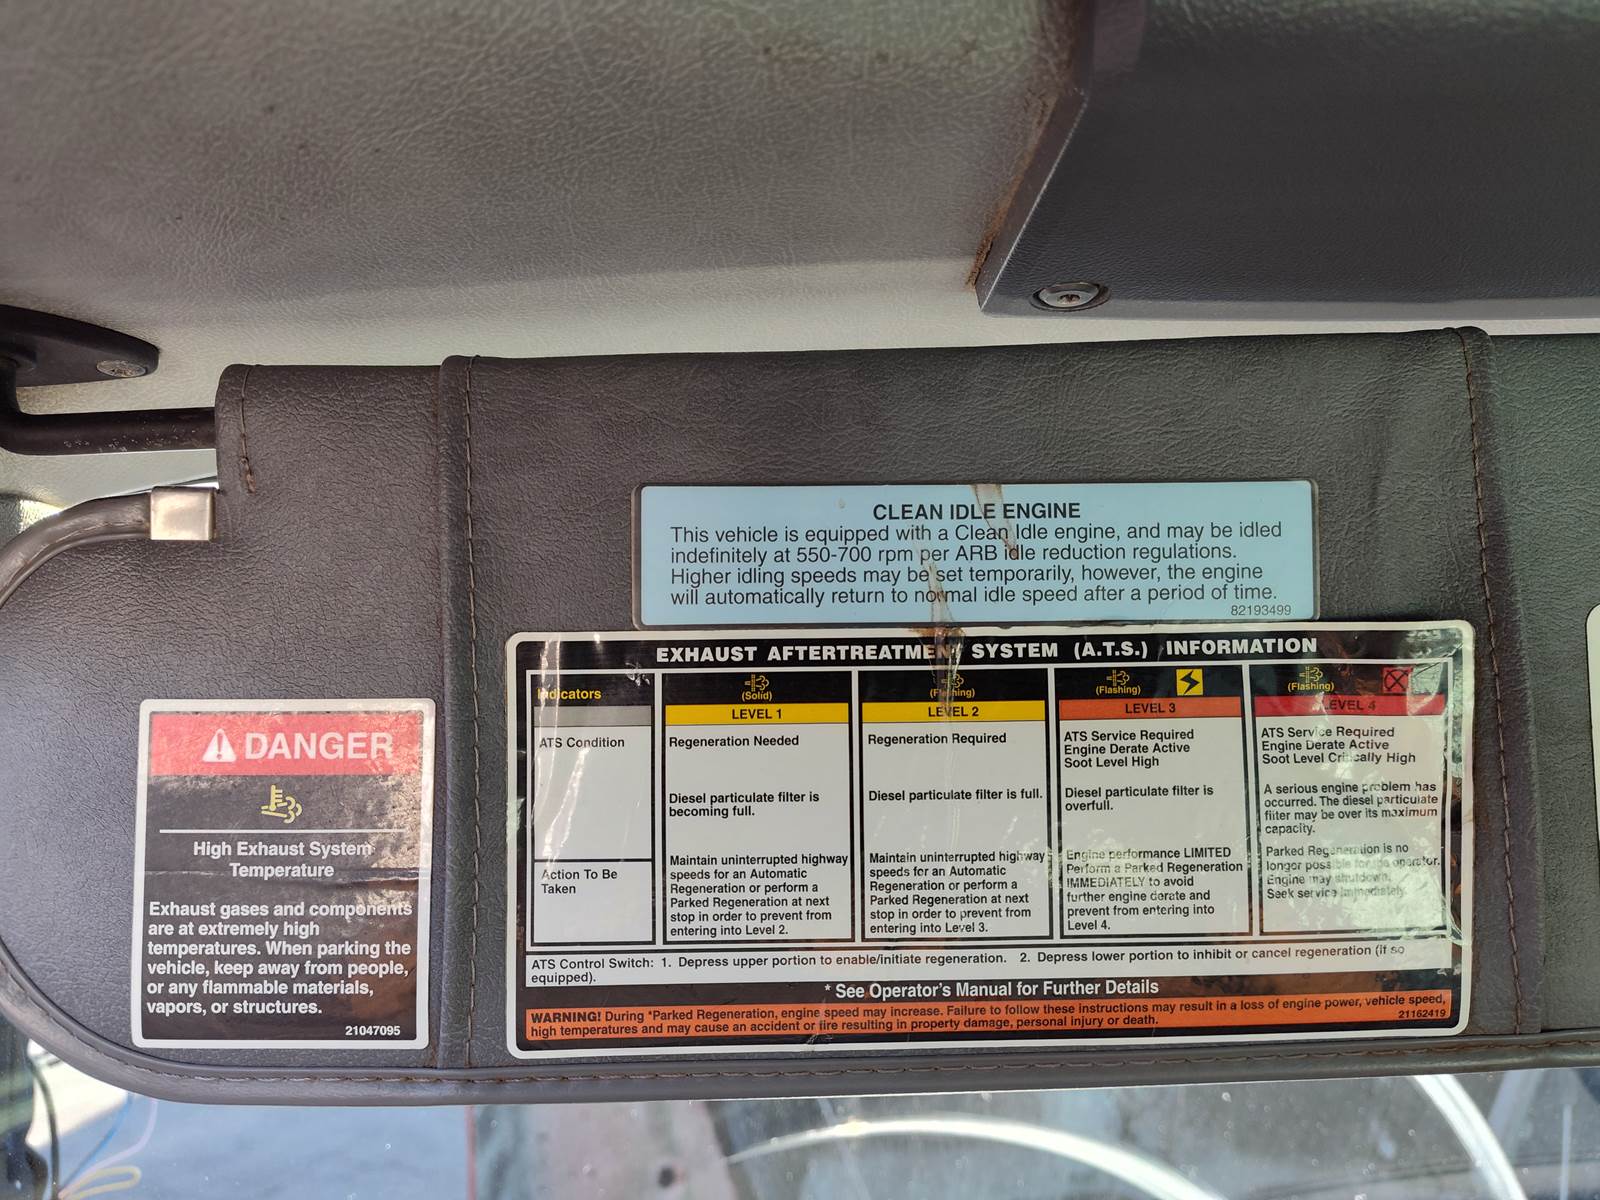 CLEAN IDLE ENGINE
This vehicle is equipped with a Clean Idle engine, and may be idled
indefinitely at 550-700 rpm per ARB idle reduction regulations.
Higher idling speeds may be set temporarily, however, the engine
will automatically return to normal idle speed after a period of time.
82193499
DANGER
High Exhaust System
Temperature
Exhaust gases and components
are at extremely high
temperatures. When parking the
vehicle, keep away from people,
or any flammable materials,
vapors, or structures.
21047095
EXHAUST AFTERTREATMENT SYSTEM (A.T.S.) INFORMATION
Indicators
(Solid)
LEVEL 1
(Flashing)
LEVEL 2
(Flashing)
LEVEL 3
(Flashing)
LEVEL 4
ATS Condition
Regeneration Needed
Diesel particulate filter is
becoming full.
Regeneration Required
Diesel particulate filter is full.
ATS Service Required
Engine Derate Active
Soot Level High
Diesel particulate filter is
overfull.
ATS Service Required
Engine Derate Active
Soot Level Critically High
A serious engine problem has
occurred. The diesel particulate
filter may be over its maximum
capacity.
Action To Be
Taken
Maintain uninterrupted highway
speeds for an Automatic
Regeneration or perform a
Parked Regeneration at next
stop in order to prevent from
entering into Level 2.
Maintain uninterrupted highway
speeds for an Automatic
Regeneration or perform a
Parked Regeneration at next
stop in order to prevent from
entering into Level 3.
Engine performance LIMITED
Perform a Parked Regeneration
IMMEDIATELY to avoid
further engine derate and
prevent from entering into
Level 4.
Parked Regeneration is no
longer possible for the operator.
Engine may shutdown.
Seek service immediately.
ATS Control Switch: 1. Depress upper portion to enable/initiate regeneration. 2. Depress lower portion to inhibit or cancel regeneration (if so
equipped).
* See Operator's Manual for Further Details
WARNING! During *Parked Regeneration, engine speed may increase. Failure to follow these instructions may result in a loss of engine power, vehicle speed,
high temperatures and may cause an accident or fire resulting in property damage, personal injury or death.
21162419